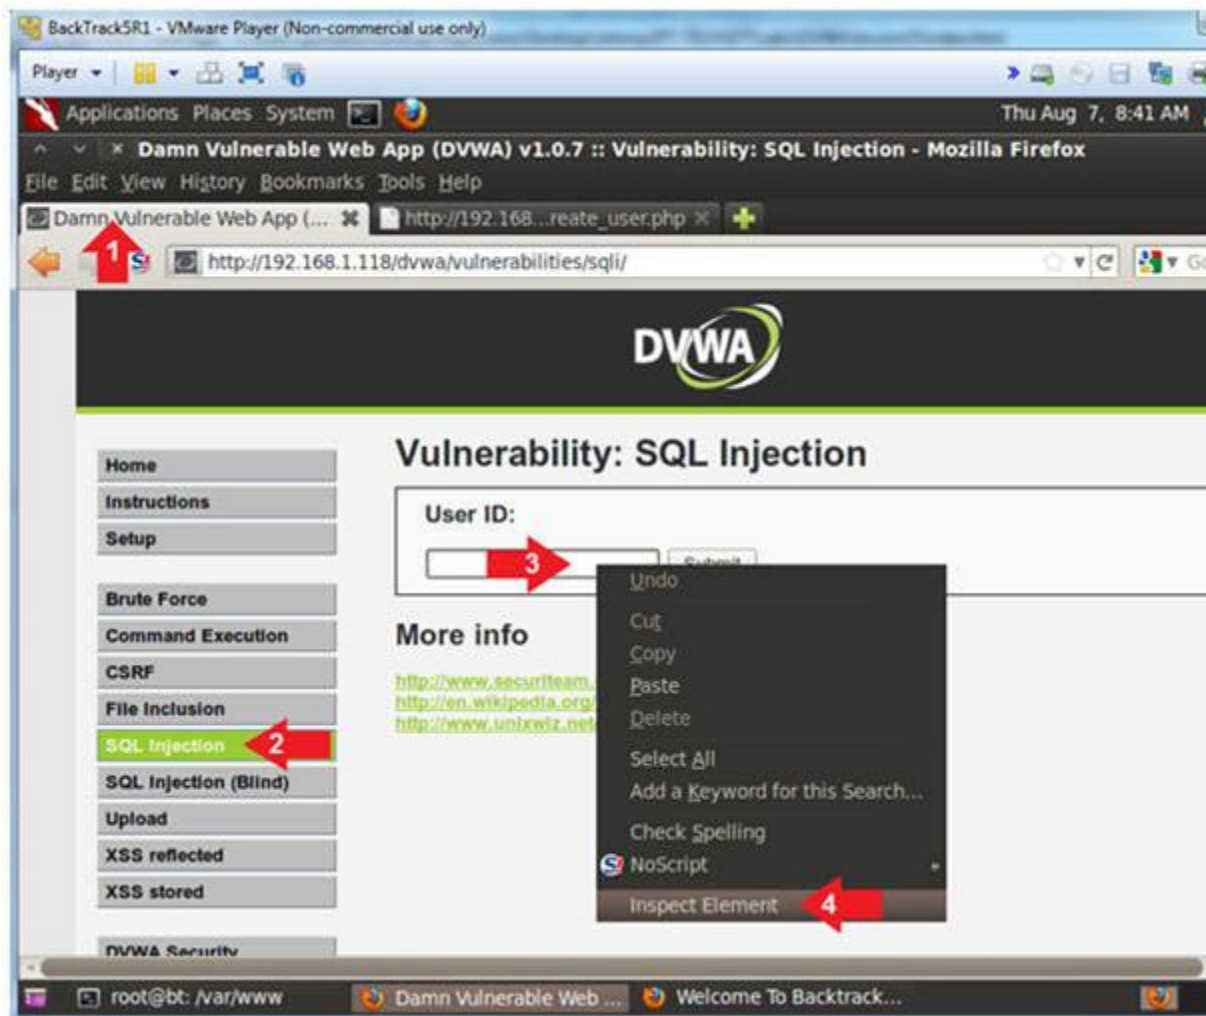 BackTrack5R1 - VMware Player (Non-commercial use only)
Player
Applications Places System
Thu Aug 7, 8:41 AM
Damn Vulnerable Web App (DVWA) v1.0.7 :: Vulnerability: SQL Injection - Mozilla Firefox
File Edit View History Bookmarks Tools Help
Damn Vulnerable Web App (...
http://192.168...reate_user.php
1
http://192.168.1.118/dvwa/vulnerabilities/sqli/
Go
DVWA
Vulnerability: SQL Injection
Home
Instructions
Setup
Brute Force
Command Execution
CSRF
File Inclusion
SQL Injection
2
SQL Injection (Blind)
Upload
XSS reflected
XSS stored
DVWA Security
User ID:
3
Submit
More info
http://www.securiteam.
http://en.wikipedia.org/
http://www.unixwiz.net
Undo
Cut
Copy
Paste
Delete
Select All
Add a Keyword for this Search...
Check Spelling
NoScript
Inspect Element
4
root@bt: /var/www
Damn Vulnerable Web ...
Welcome To Backtrack...